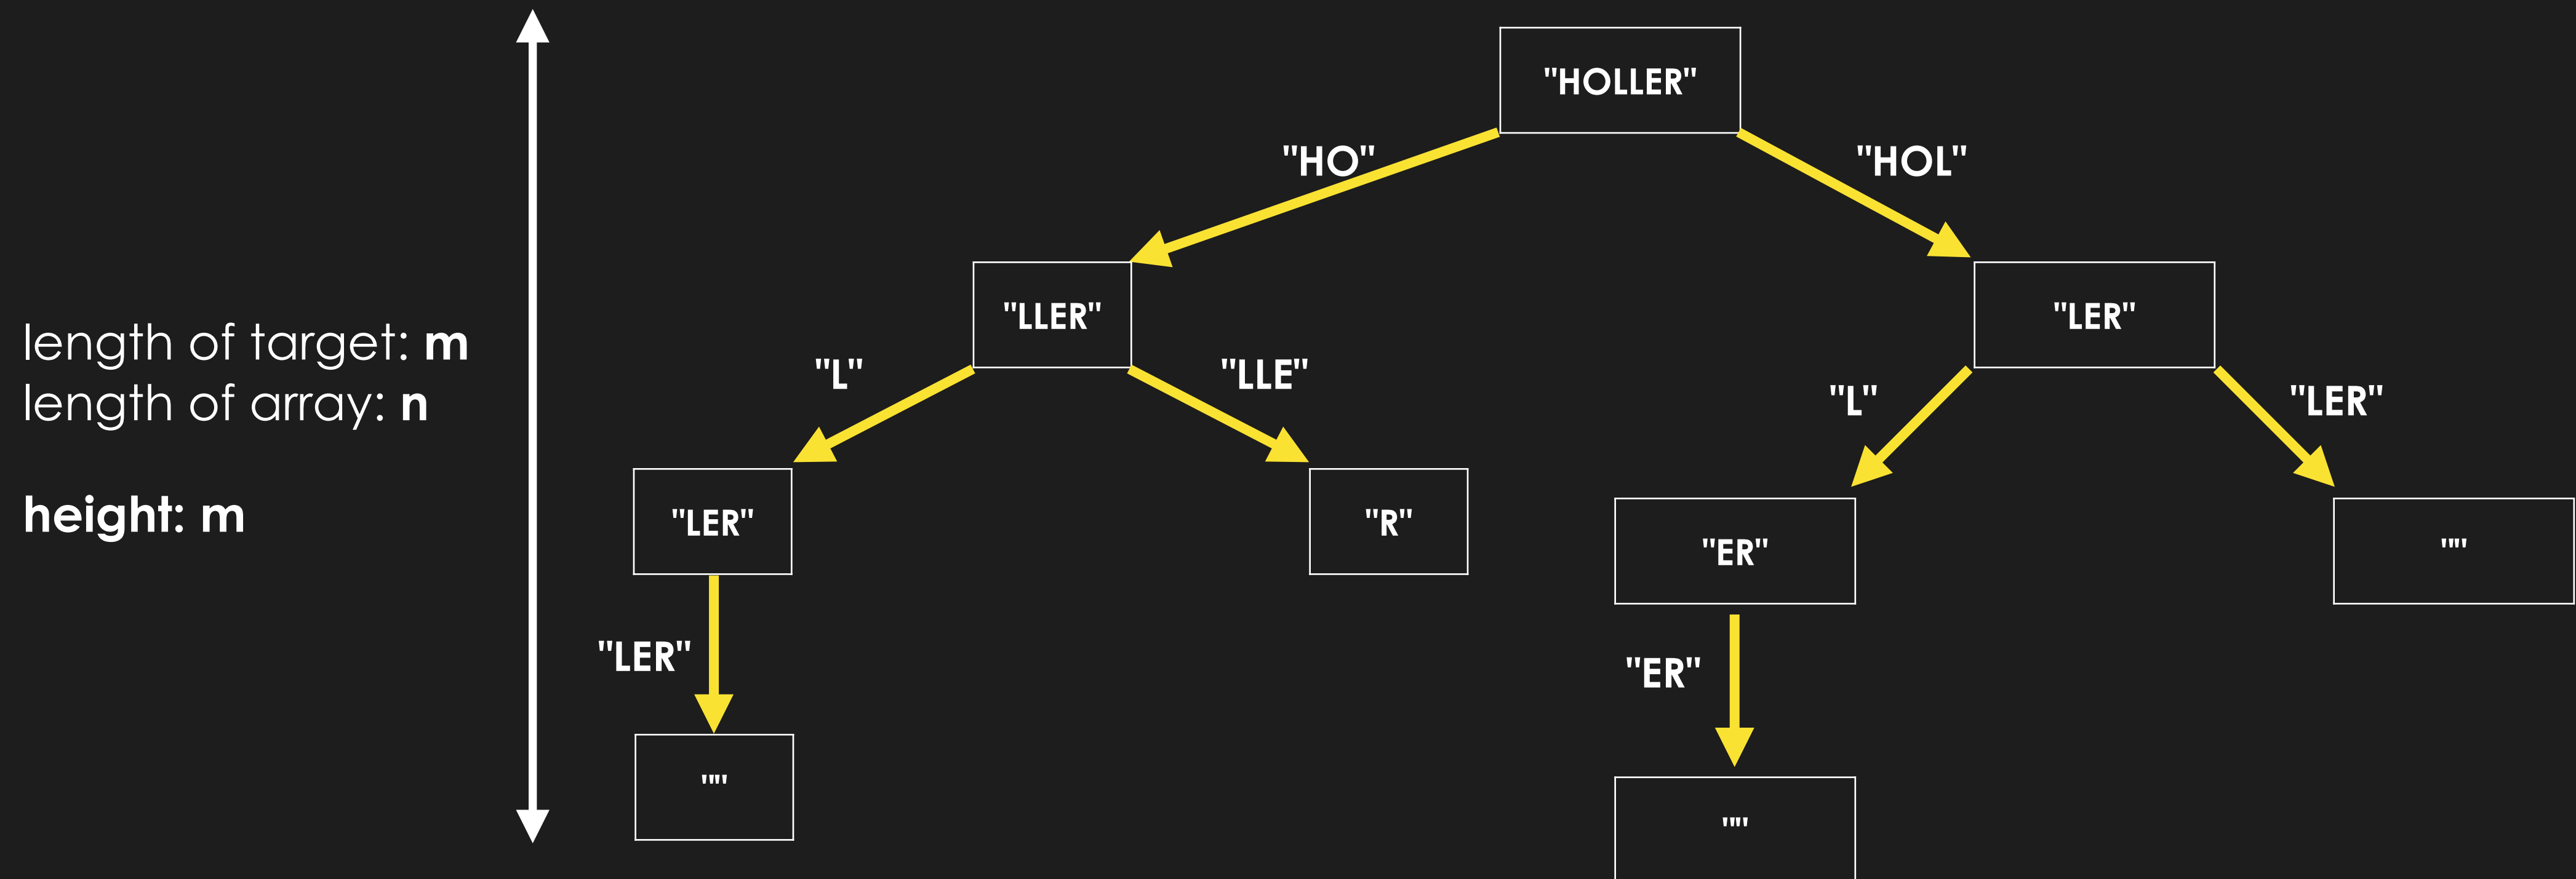 "HOLLER"
"HO"
"HOL"
"LLER"
"LER"
length of target: m
length of array: n
height: m
"L"
"LLE"
"L"
"LER"
"LER"
"R"
"ER"
""
"LER"
"ER"
""
""